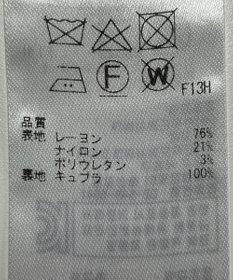 F W F13H
品質
表地 レーヨン 76%
ナイロン 21%
ポリウレタン 3%
裏地 キュプラ 100%